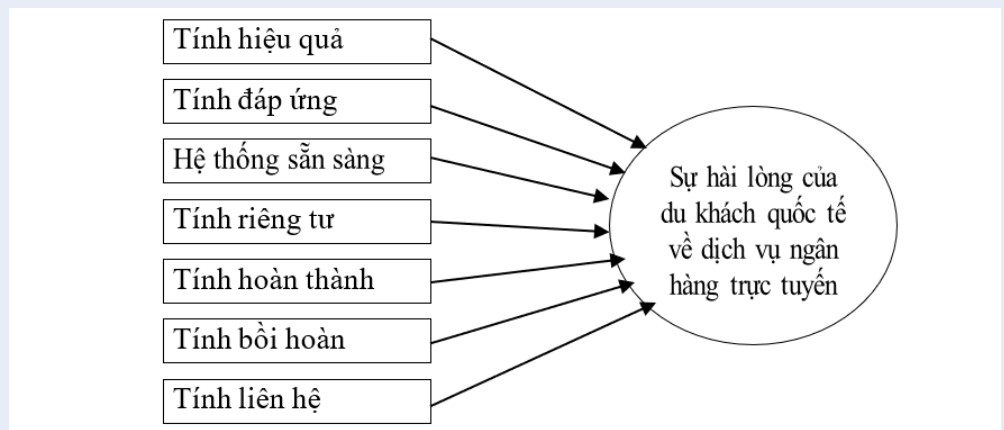 Tính hiệu quả
Tính đáp ứng
Hệ thống sẵn sàng
Tính riêng tư
Tính hoàn thành
Tính bồi hoàn
Tính liên hệ
Sự hài lòng của
du khách quốc tế
về dịch vụ ngân
hàng trực tuyến